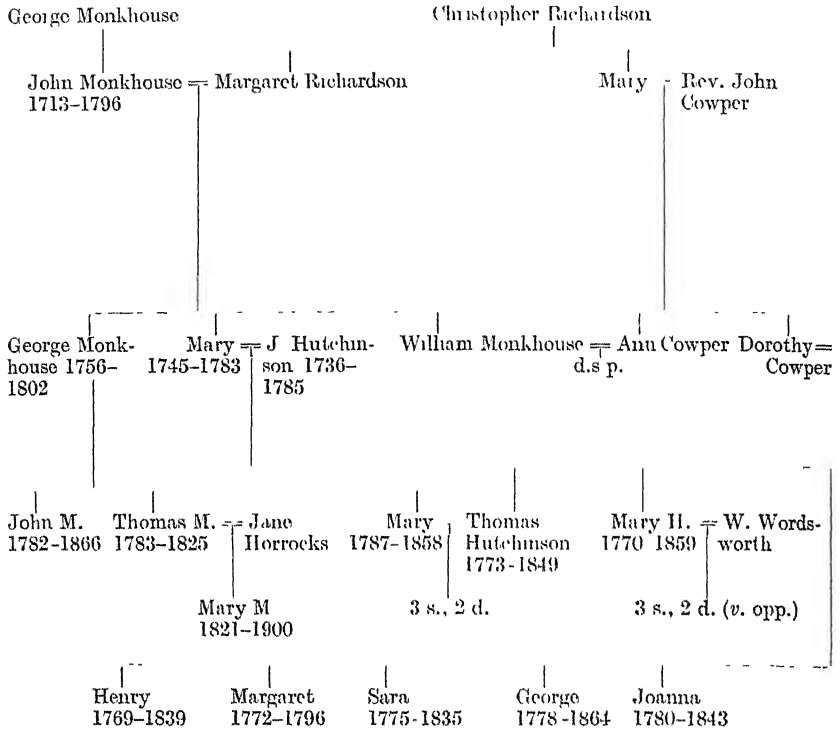 George Monkhouse Christopher Richardson
John Monkhouse = Margaret Richardson Mary = Rev. John
1713–1796 Cowper
George Monk- Mary = J Hutchin- William Monkhouse = Ann Cowper Dorothy=
house 1756– 1745–1783 son 1736– d.s p. Cowper
1802 1785
John M. Thomas M. = Jane Mary Thomas Mary H. = W. Words-
1782-1866 1783–1825 Horrocks 1787–1858 Hutchinson 1770 1859 worth
1773-1849
Mary M 3 s., 2 d. 3 s., 2 d. (v. opp.)
1821–1900
Henry Margaret Sara George Joanna
1769–1839 1772–1796 1775-1835 1778-1864 1780–1843